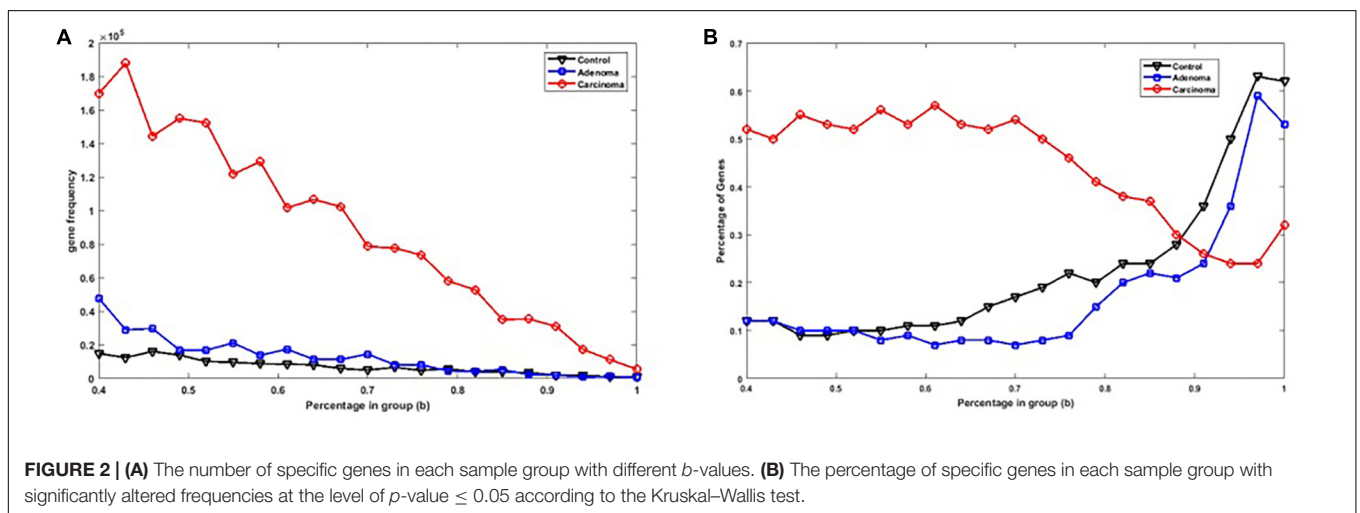 A
×10⁵
2
1.8
1.6
1.4
1.2
1
0.8
0.6
0.4
0.2
0
gene frequency
Control
Adenoma
Carcinoma
0.4 0.5 0.6 0.7 0.8 0.9 1
Percentage in group (b)
B
0.7
0.6
0.5
0.4
0.3
0.2
0.1
0
Percentage of Genes
Control
Adenoma
Carcinoma
0.4 0.5 0.6 0.7 0.8 0.9 1
Percentage in group (b)
FIGURE 2 | (A) The number of specific genes in each sample group with different b-values. (B) The percentage of specific genes in each sample group with
significantly altered frequencies at the level of p-value ≤ 0.05 according to the Kruskal–Wallis test.